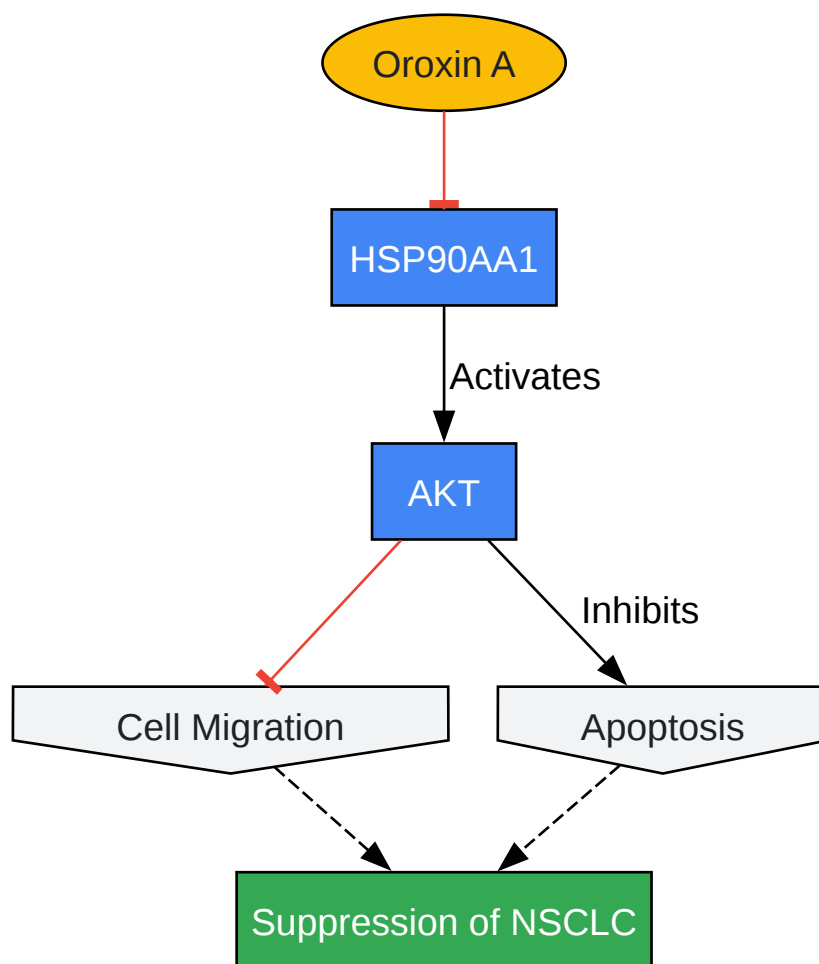 Oroxin A
HSP90AA1
Activates
AKT
Inhibits
Cell Migration
Apoptosis
Suppression of NSCLC